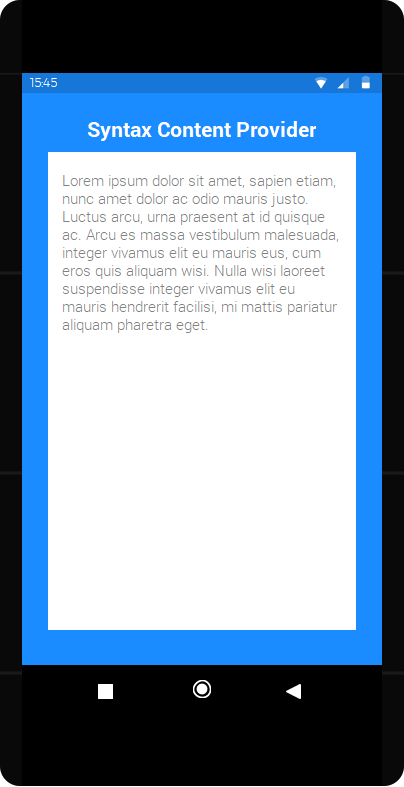 15:45
Syntax Content Provider
Lorem ipsum dolor sit amet, sapien etiam,
nunc amet dolor ac odio mauris justo.
Luctus arcu, urna praesent at id quisque
ac. Arcu es massa vestibulum malesuada,
integer vivamus elit eu mauris eus, cum
eros quis aliquam wisi. Nulla wisi laoreet
suspendisse integer vivamus elit eu
mauris hendrerit facilisi, mi mattis pariatur
aliquam pharetra eget.